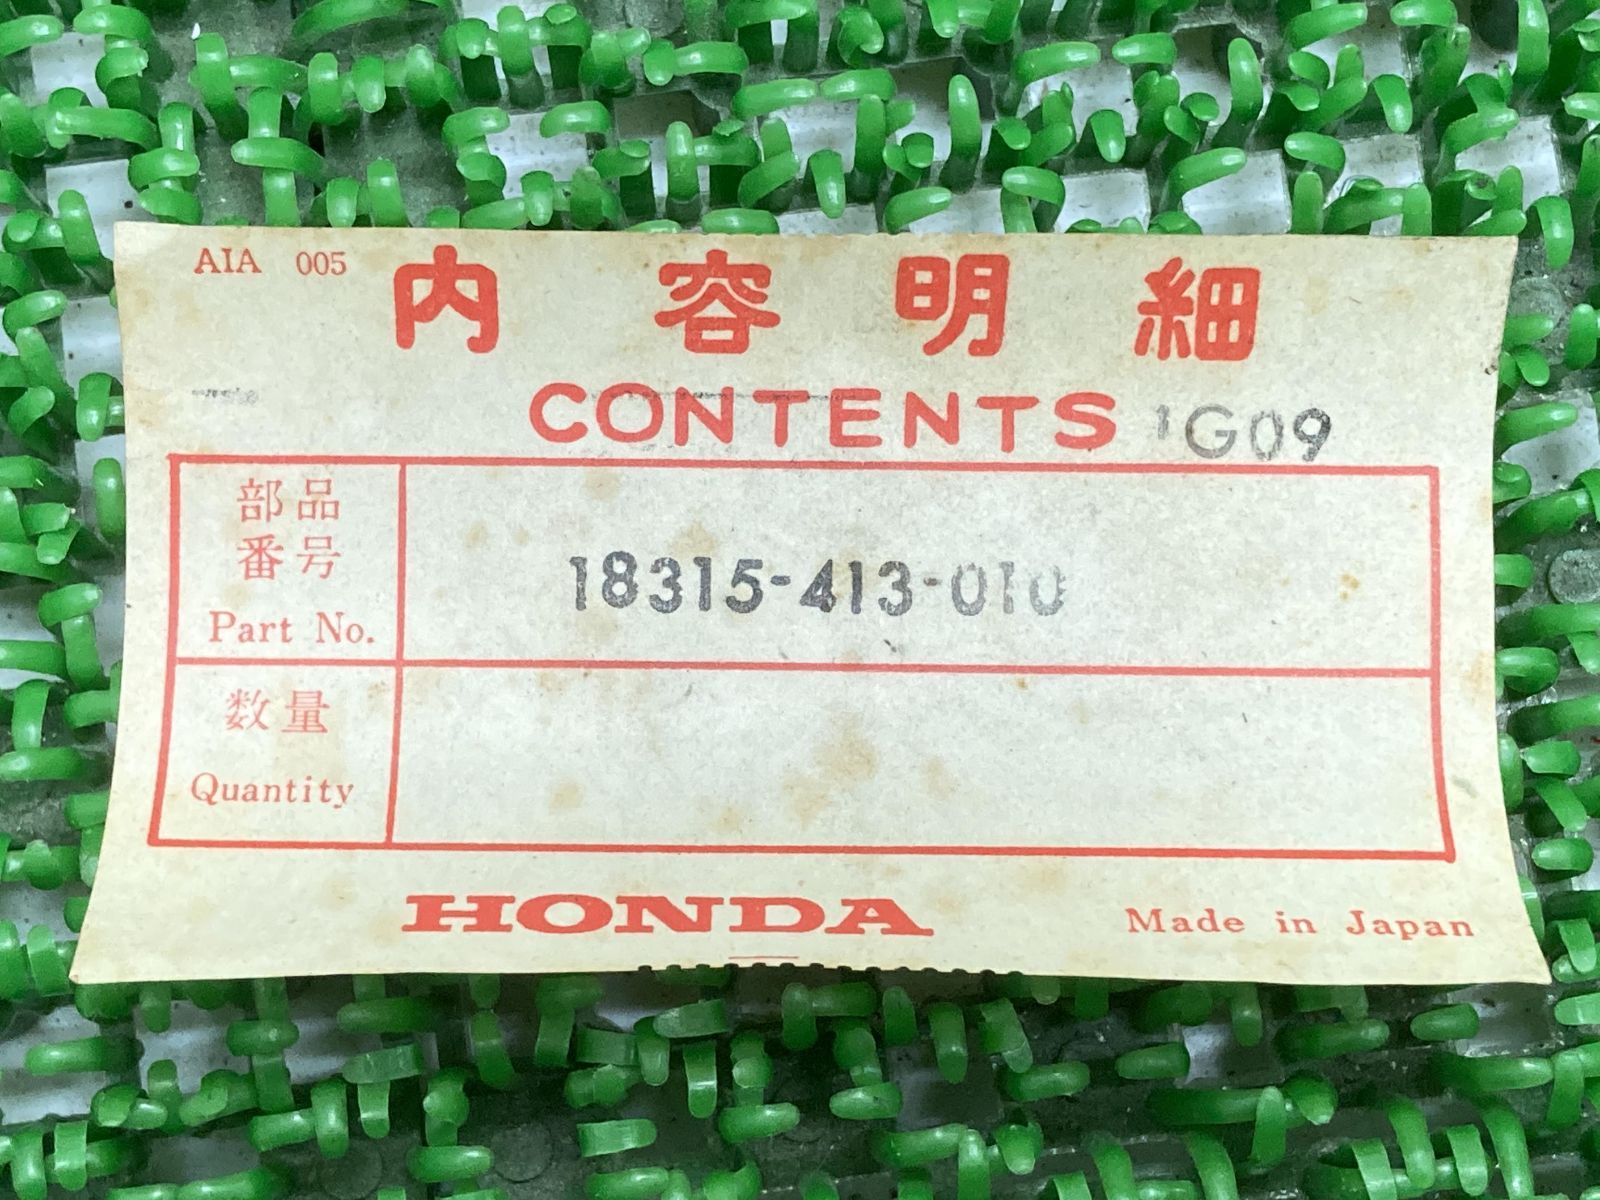 AIA 005
内容明細
CONTENTS 1G09
部品
番号
Part No.
18315-413-010
数量
Quantity
HONDA
Made in Japan